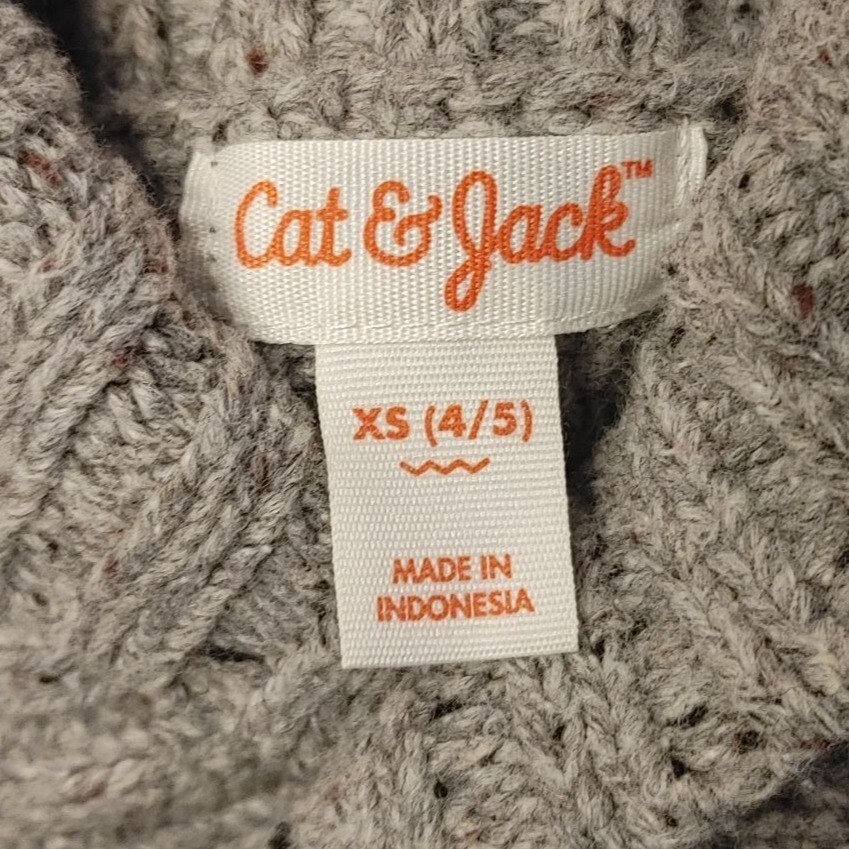 Cat & Jack™
XS (4/5)
MADE IN
INDONESIA